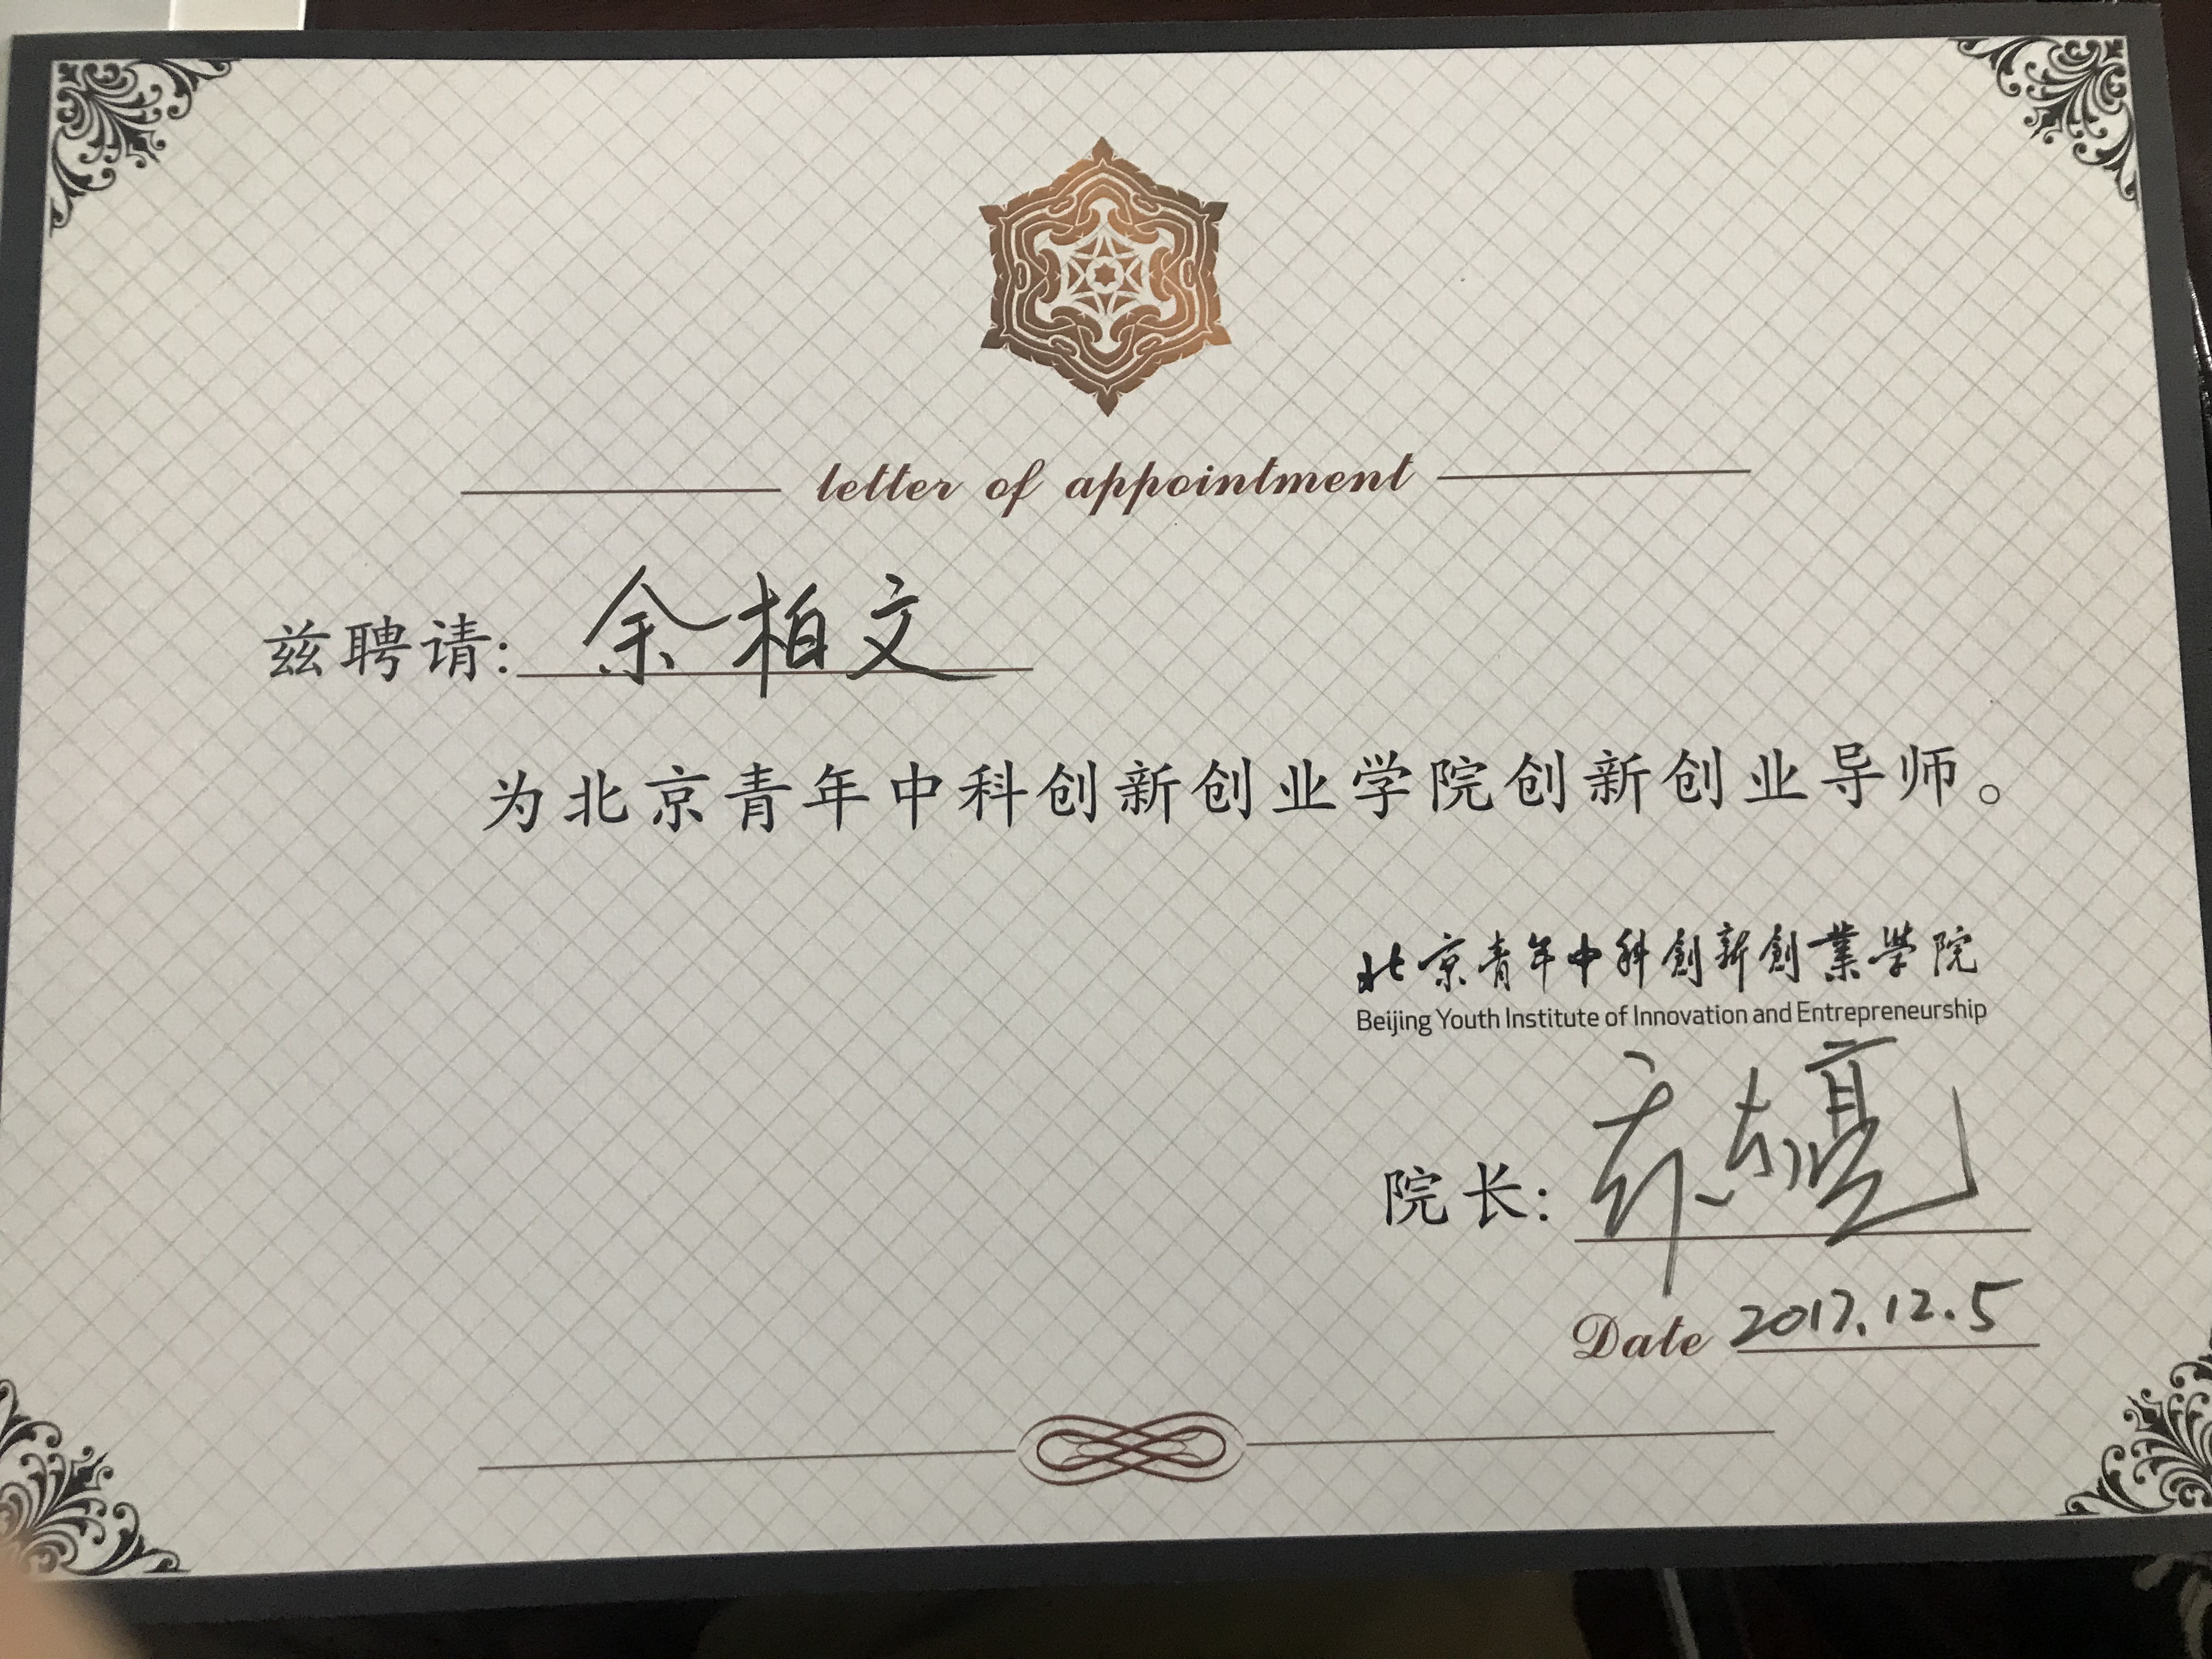 letter of appointment
兹聘请: 余柏文
为北京青年中科创新创业学院创新创业导师。
北京青年中科创新创業学院
Beijing Youth Institute of Innovation and Entrepreneurship
院长:
Date 2017.12.5